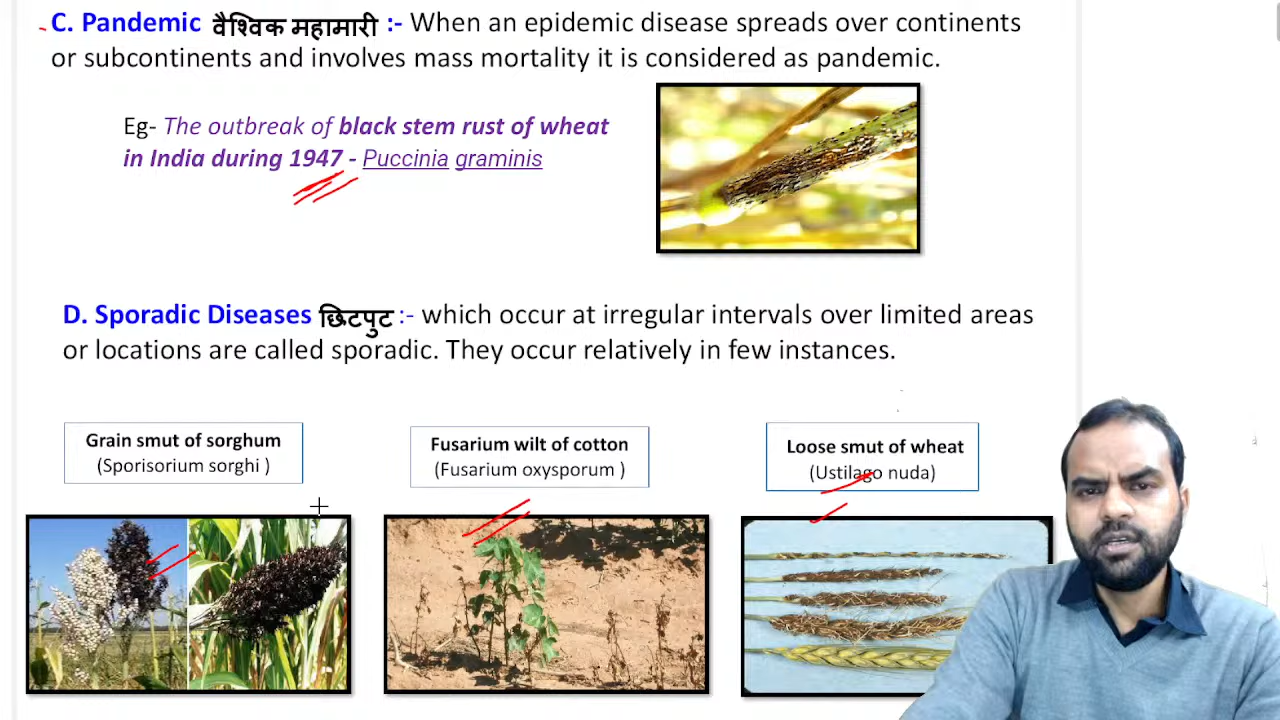 C. Pandemic वैश्विक महामारी :- When an epidemic disease spreads over continents
or subcontinents and involves mass mortality it is considered as pandemic.
Eg- The outbreak of black stem rust of wheat
in India during 1947 - Puccinia graminis
D. Sporadic Diseases छिटपुट :- which occur at irregular intervals over limited areas
or locations are called sporadic. They occur relatively in few instances.
Grain smut of sorghum
(Sporisorium sorghi )
Fusarium wilt of cotton
(Fusarium oxysporum )
Loose smut of wheat
(Ustilago nuda)